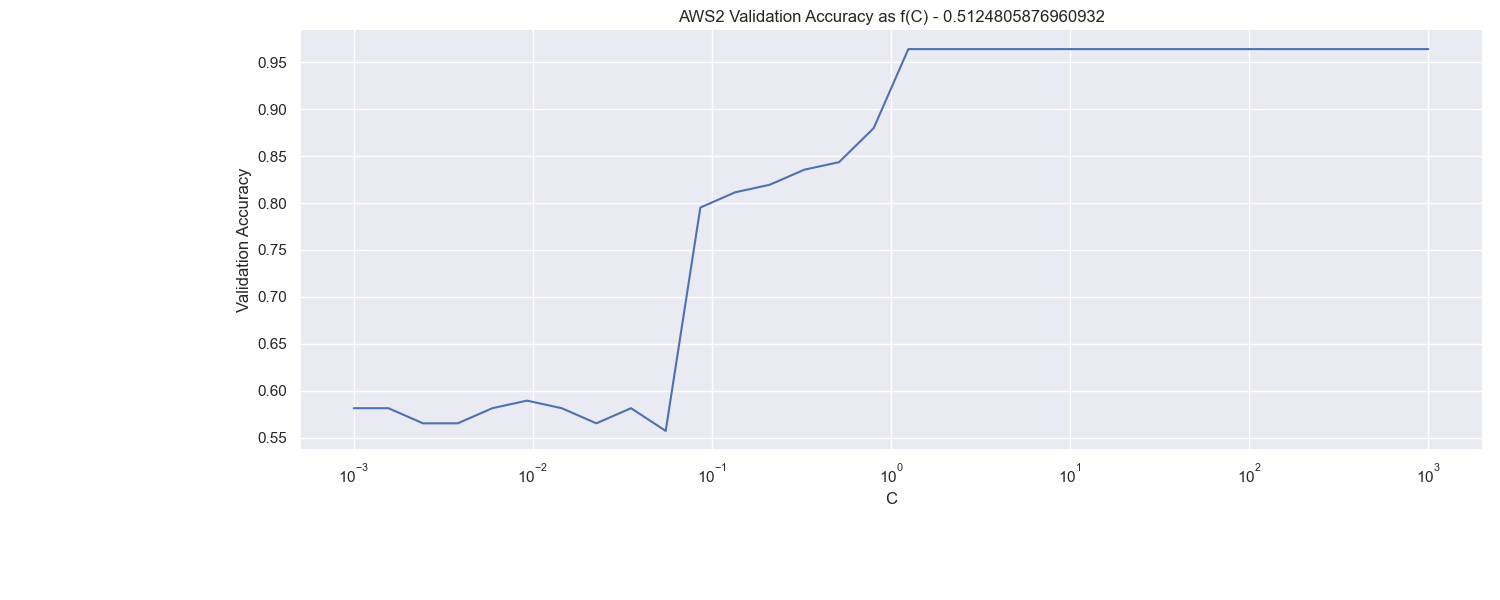 AWS2 Validation Accuracy as f(C) - 0.5124805876960932
Validation Accuracy
0.95
0.90
0.85
0.80
0.75
0.70
0.65
0.60
0.55
10⁻³ 10⁻² 10⁻¹ 10⁰ 10¹ 10² 10³
C